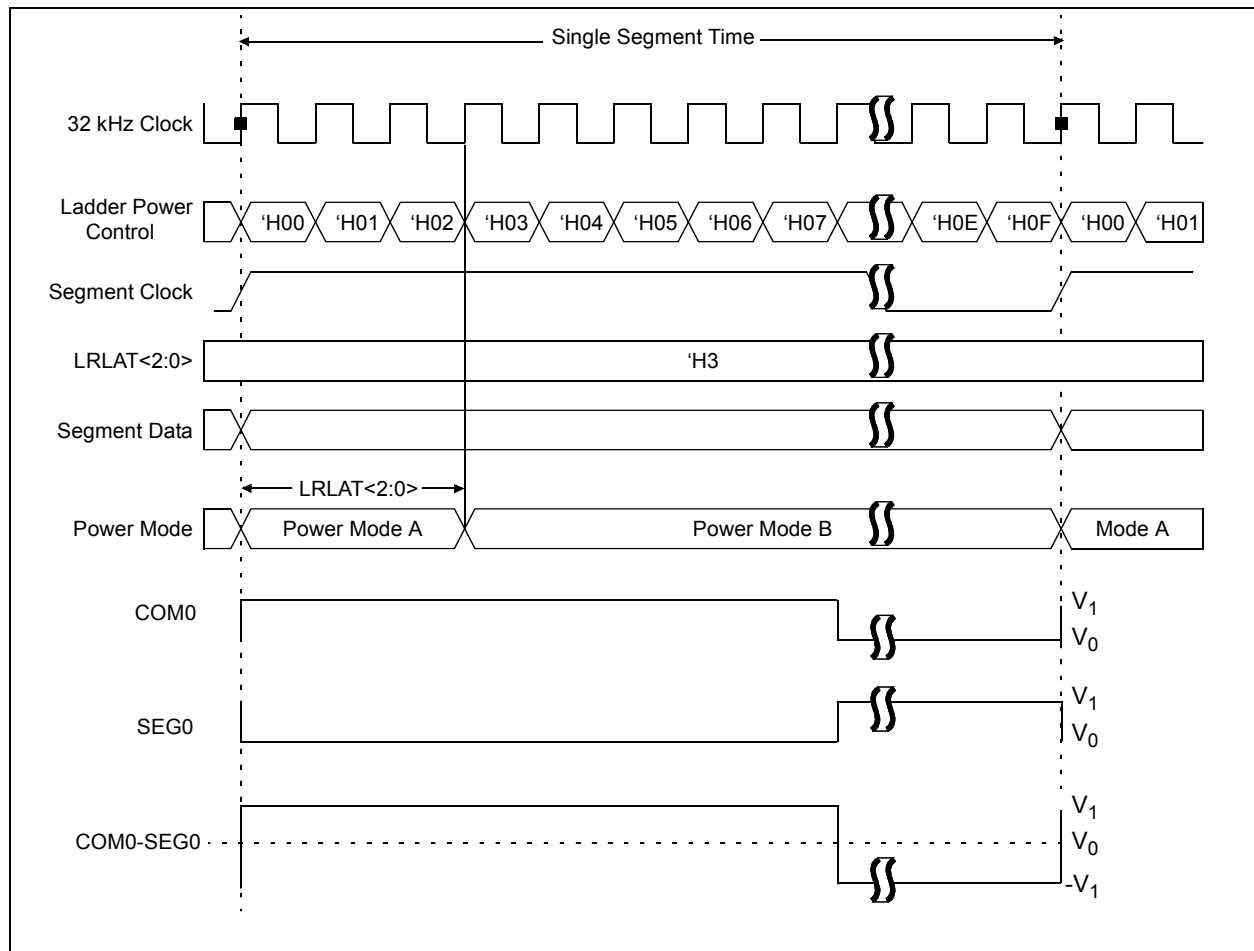 Single Segment Time
32 kHz Clock
Ladder Power
Control
‘H00 ‘H01 ‘H02 ‘H03 ‘H04 ‘H05 ‘H06 ‘H07 ‘H0E ‘H0F ‘H00 ‘H01
Segment Clock
LRLAT<2:0>
‘H3
Segment Data
LRLAT<2:0>
Power Mode
Power Mode A
Power Mode B
Mode A
COM0
V1
V0
SEG0
V1
V0
COM0-SEG0
V1
V0
-V1